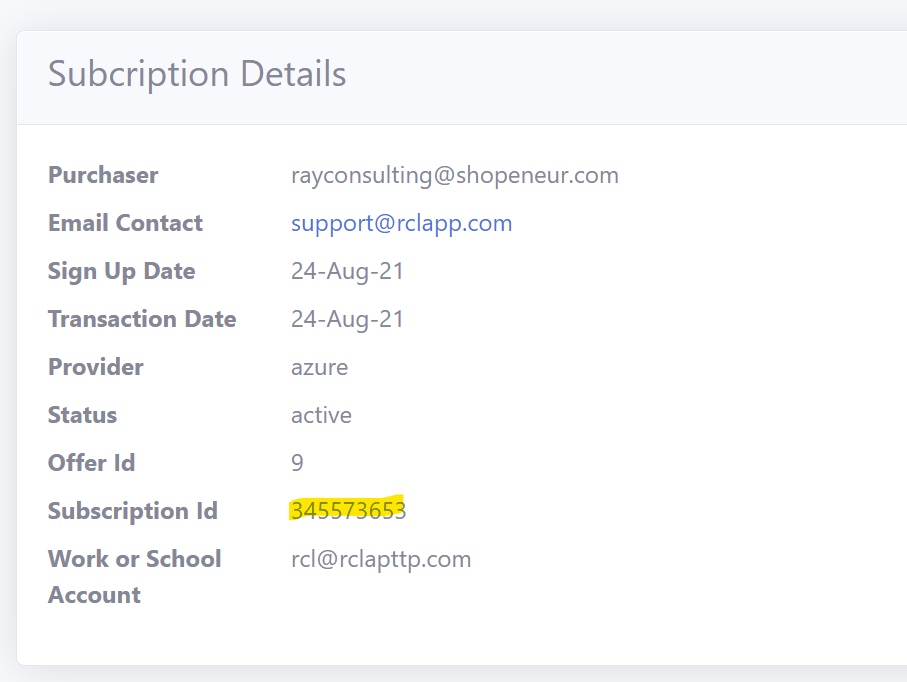 Subcription Details
Purchaser rayconsulting@shopeneur.com
Email Contact support@rclapp.com
Sign Up Date 24-Aug-21
Transaction Date 24-Aug-21
Provider azure
Status active
Offer Id 9
Subscription Id 345573653
Work or School rcl@rclapttp.com
Account